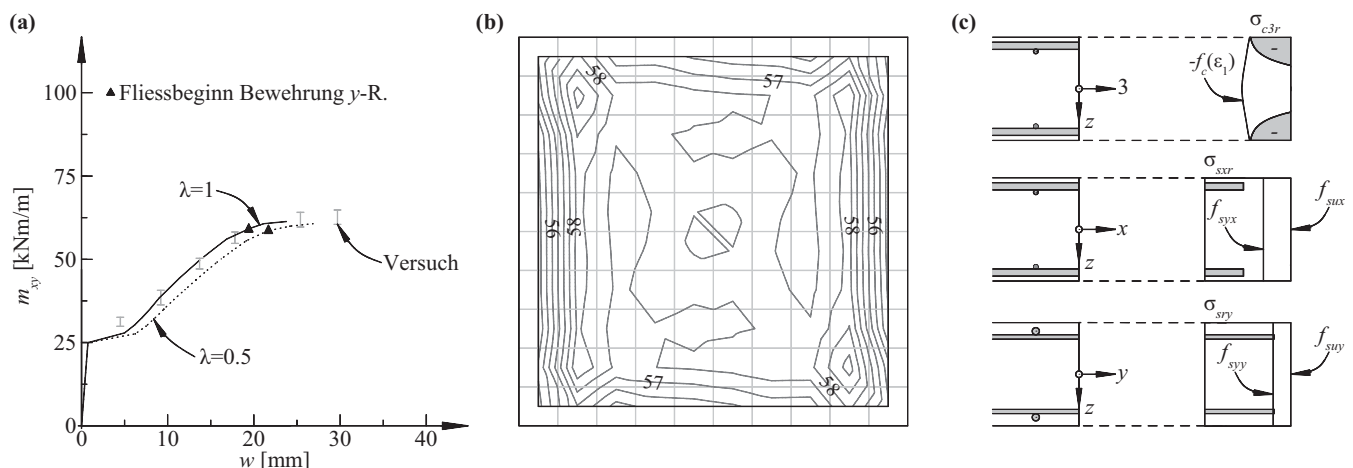 (a)
100
▲ Fliessbeginn Bewehrung y-R.
75
λ=1
50
Versuch
25
λ=0.5
0
m_xy [kNm/m]
0 10 20 30 40
w [mm]
(b)
58
57
56
58
58
56
57
58
(c)
σ_c3r
-f_c(ε_1)
3
z
-
-
σ_sxr
f_syx
f_sux
x
z
σ_sry
f_syy
f_suy
y
z